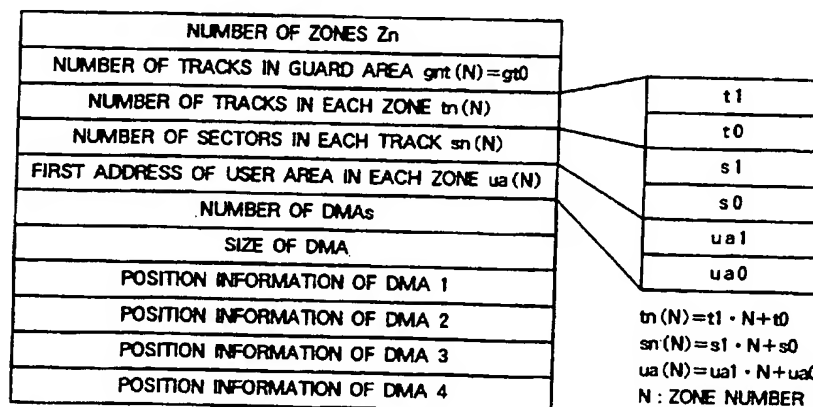 NUMBER OF ZONES Zn
NUMBER OF TRACKS IN GUARD AREA gnt (N)=gt0
NUMBER OF TRACKS IN EACH ZONE tn (N)
NUMBER OF SECTORS IN EACH TRACK sn (N)
FIRST ADDRESS OF USER AREA IN EACH ZONE ua (N)
NUMBER OF DMAs
SIZE OF DMA
POSITION INFORMATION OF DMA 1
POSITION INFORMATION OF DMA 2
POSITION INFORMATION OF DMA 3
POSITION INFORMATION OF DMA 4
t1
t0
s1
s0
ua1
ua0
tn (N)=t1 · N+t0
sn (N)=s1 · N+s0
ua (N)=ua1 · N+ua0
N : ZONE NUMBER